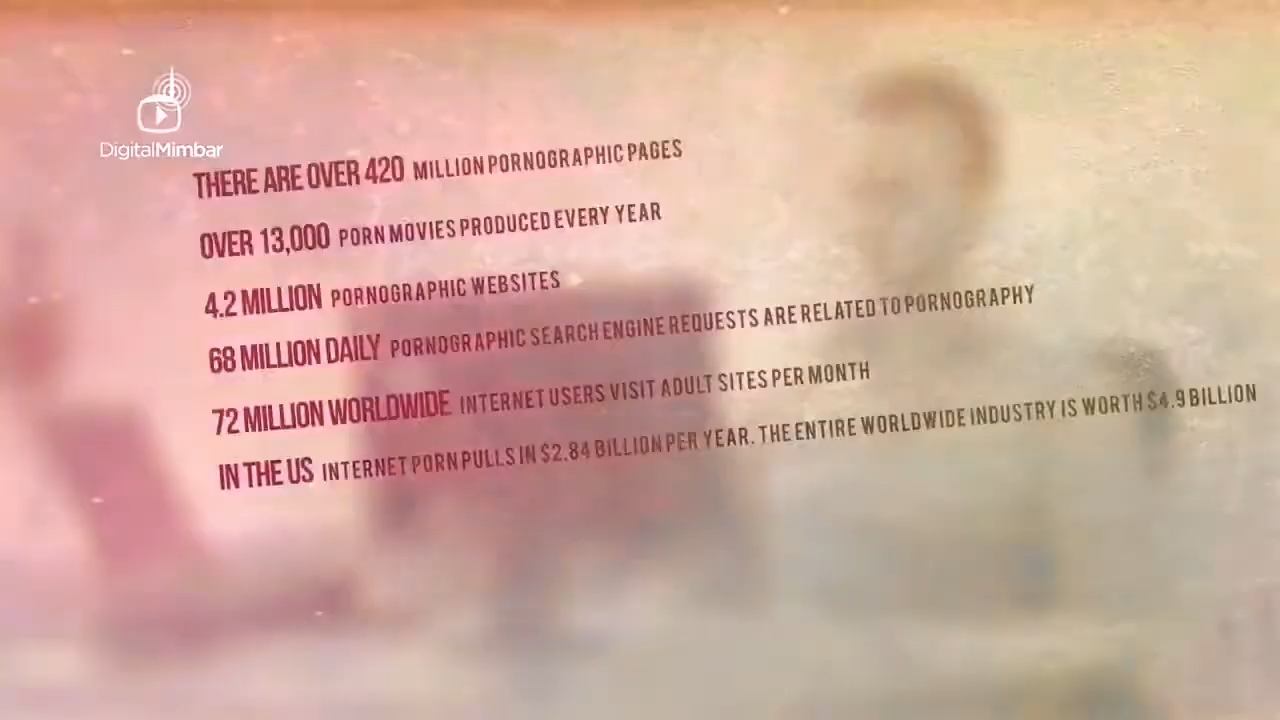 DigitalMimbar
THERE ARE OVER 420 MILLION PORNOGRAPHIC PAGES
OVER 13,000 PORN MOVIES PRODUCED EVERY YEAR
4.2 MILLION PORNOGRAPHIC WEBSITES
68 MILLION DAILY PORNOGRAPHIC SEARCH ENGINE REQUESTS ARE RELATED TO PORNOGRAPHY
72 MILLION WORLDWIDE INTERNET USERS VISIT ADULT SITES PER MONTH
IN THE US INTERNET PORN PULLS IN $2.84 BILLION PER YEAR. THE ENTIRE WORLDWIDE INDUSTRY IS WORTH $4.9 BILLION